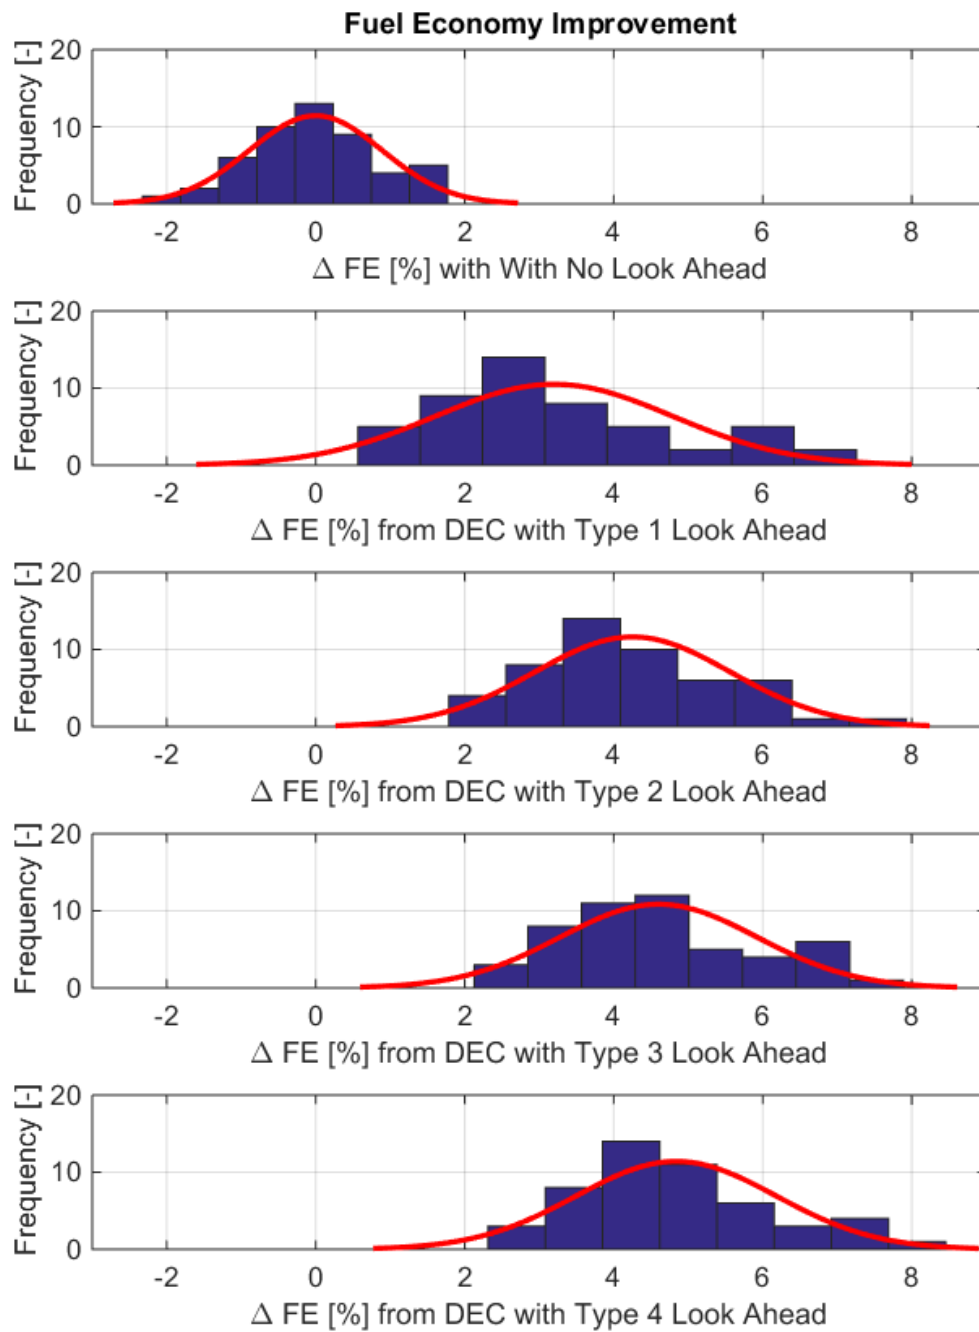 Fuel Economy Improvement
20
10
0
Frequency [-]
-2 0 2 4 6 8
Δ FE [%] with With No Look Ahead
20
10
0
Frequency [-]
-2 0 2 4 6 8
Δ FE [%] from DEC with Type 1 Look Ahead
20
10
0
Frequency [-]
-2 0 2 4 6 8
Δ FE [%] from DEC with Type 2 Look Ahead
20
10
0
Frequency [-]
-2 0 2 4 6 8
Δ FE [%] from DEC with Type 3 Look Ahead
20
10
0
Frequency [-]
-2 0 2 4 6 8
Δ FE [%] from DEC with Type 4 Look Ahead